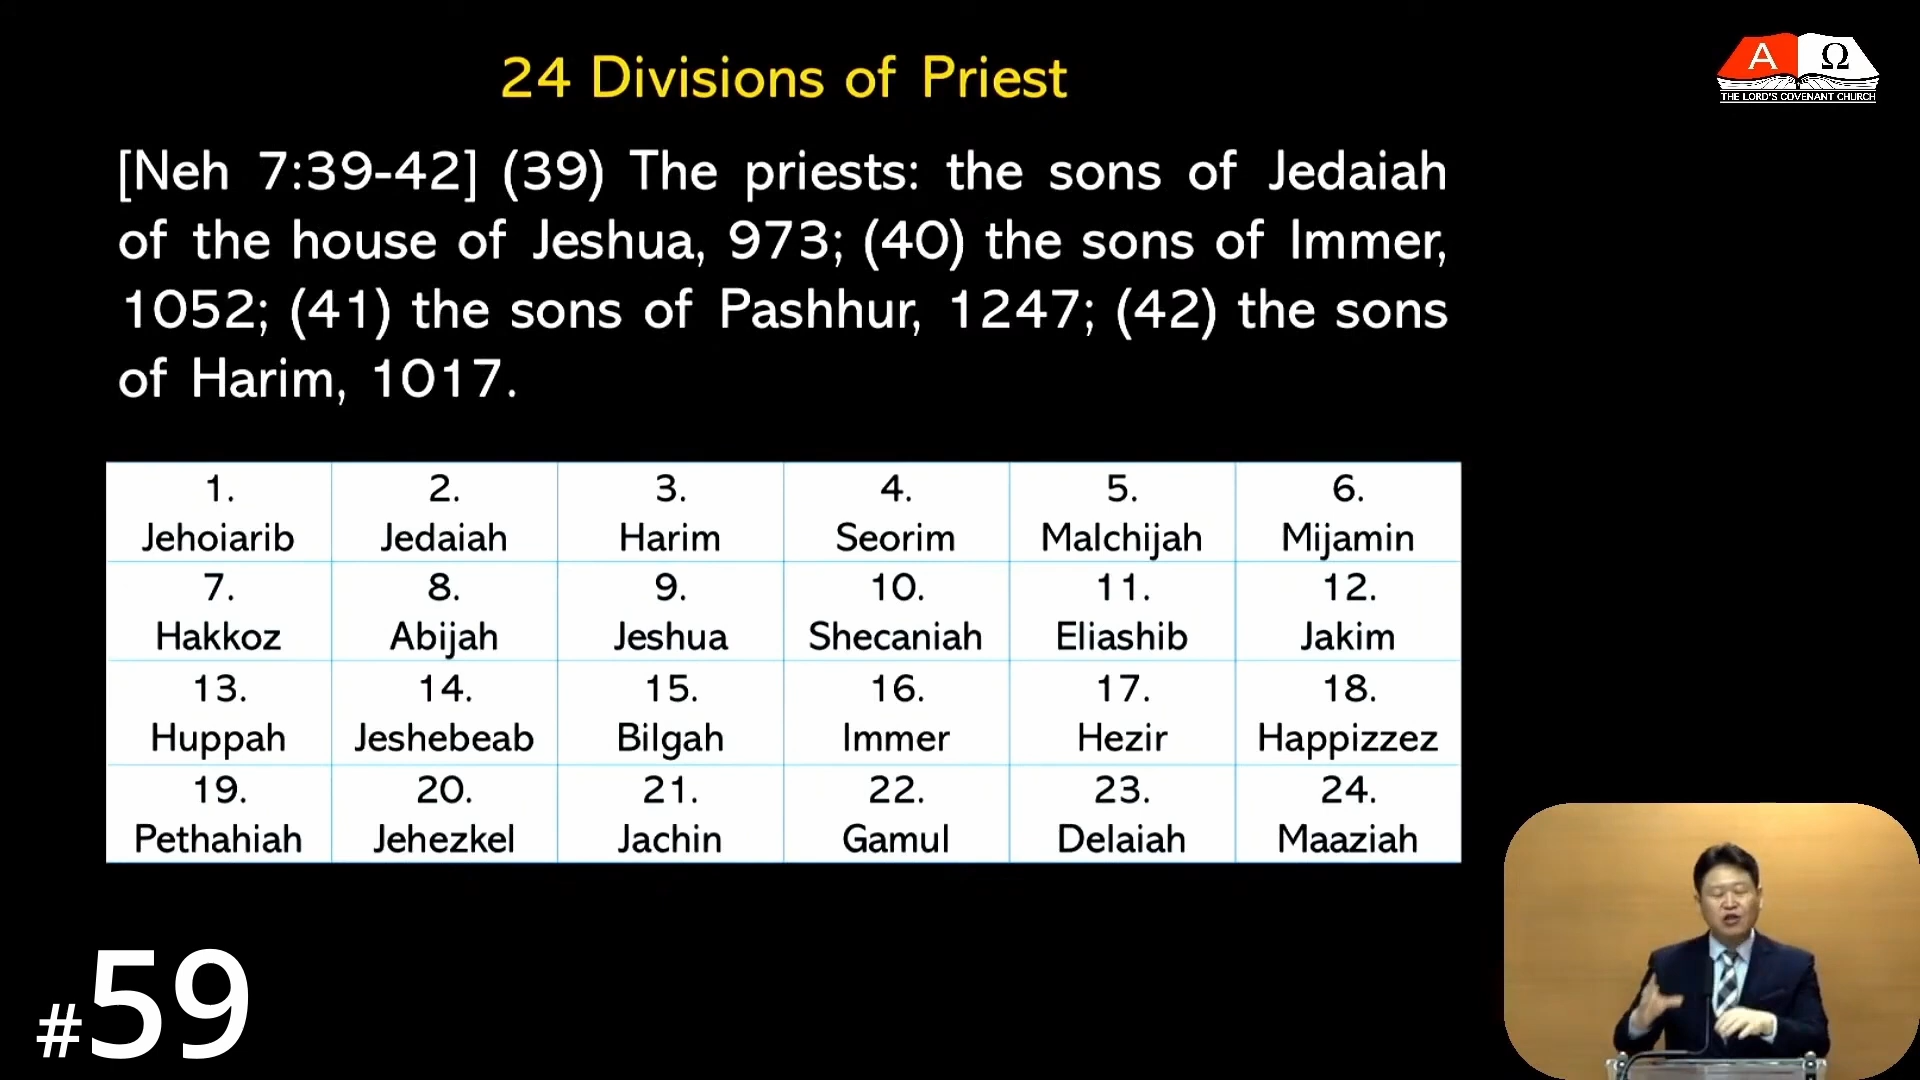 24 Divisions of Priest
A Ω
THE LORD'S COVENANT CHURCH
[Neh 7:39-42] (39) The priests: the sons of Jedaiah
of the house of Jeshua, 973; (40) the sons of Immer,
1052; (41) the sons of Pashhur, 1247; (42) the sons
of Harim, 1017.
1. 2. 3. 4. 5. 6.
Jehoiarib Jedaiah Harim Seorim Malchijah Mijamin
7. 8. 9. 10. 11. 12.
Hakkoz Abijah Jeshua Shecaniah Eliashib Jakim
13. 14. 15. 16. 17. 18.
Huppah Jeshebeab Bilgah Immer Hezir Happizzez
19. 20. 21. 22. 23. 24.
Pethahiah Jehezkel Jachin Gamul Delaiah Maaziah
#59